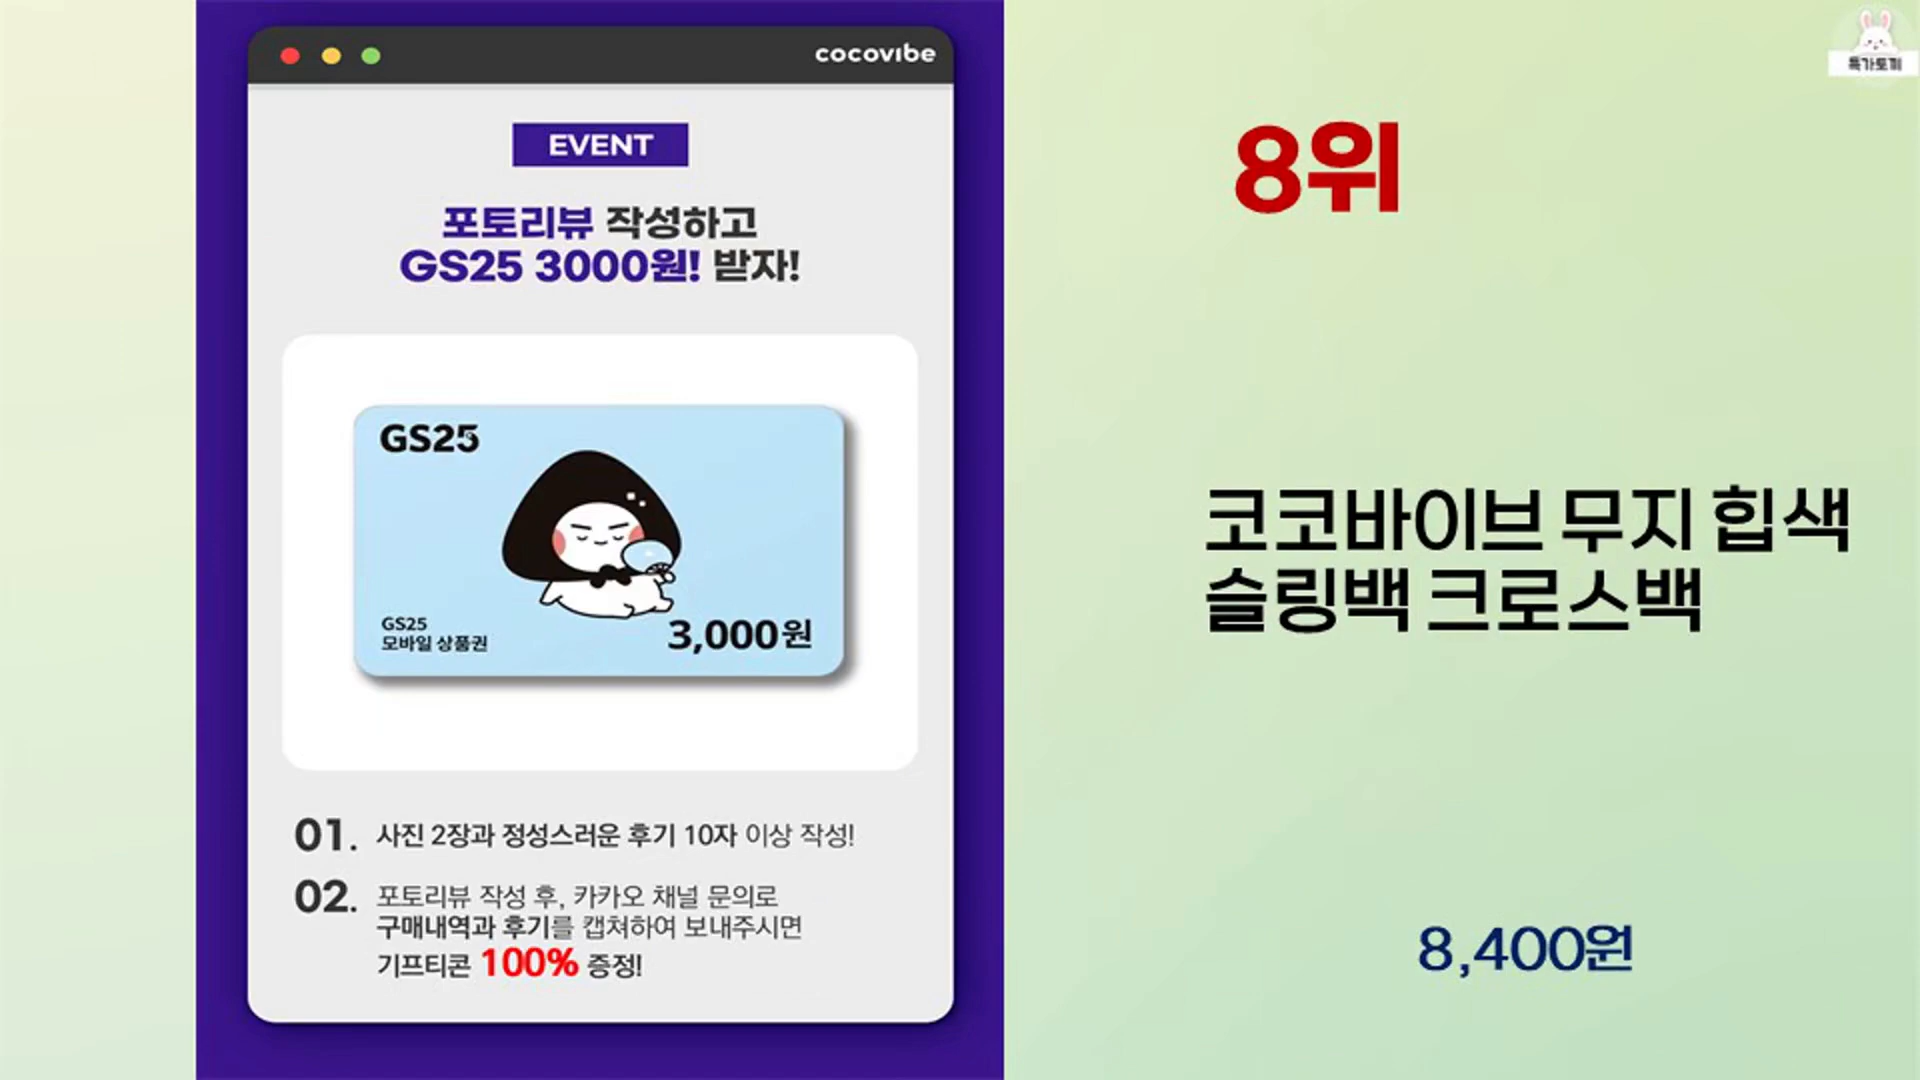 cocovibe
EVENT
포토리뷰 작성하고
GS25 3000원! 받자!
GS25
GS25
모바일 상품권
3,000원
01. 사진 2장과 정성스러운 후기 10자 이상 작성!
02. 포토리뷰 작성 후, 카카오 채널 문의로
구매내역과 후기를 캡쳐하여 보내주시면
기프티콘 100% 증정!
특가토끼
8위
코코바이브 무지 힙색
슬링백 크로스백
8,400원